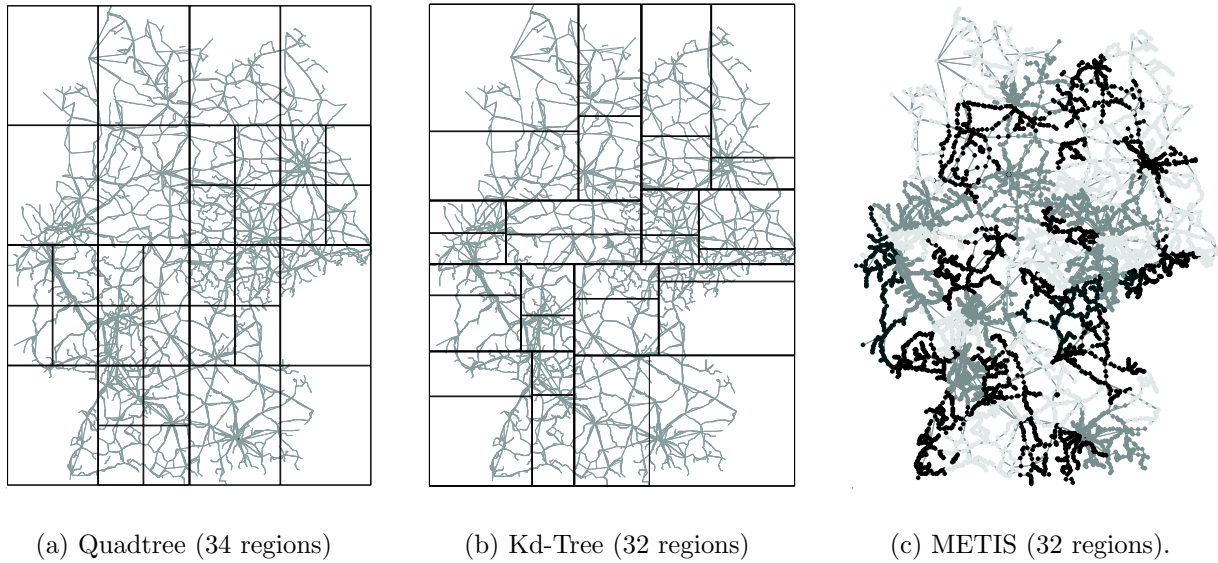 (a) Quadtree (34 regions)
(b) Kd-Tree (32 regions)
(c) METIS (32 regions).